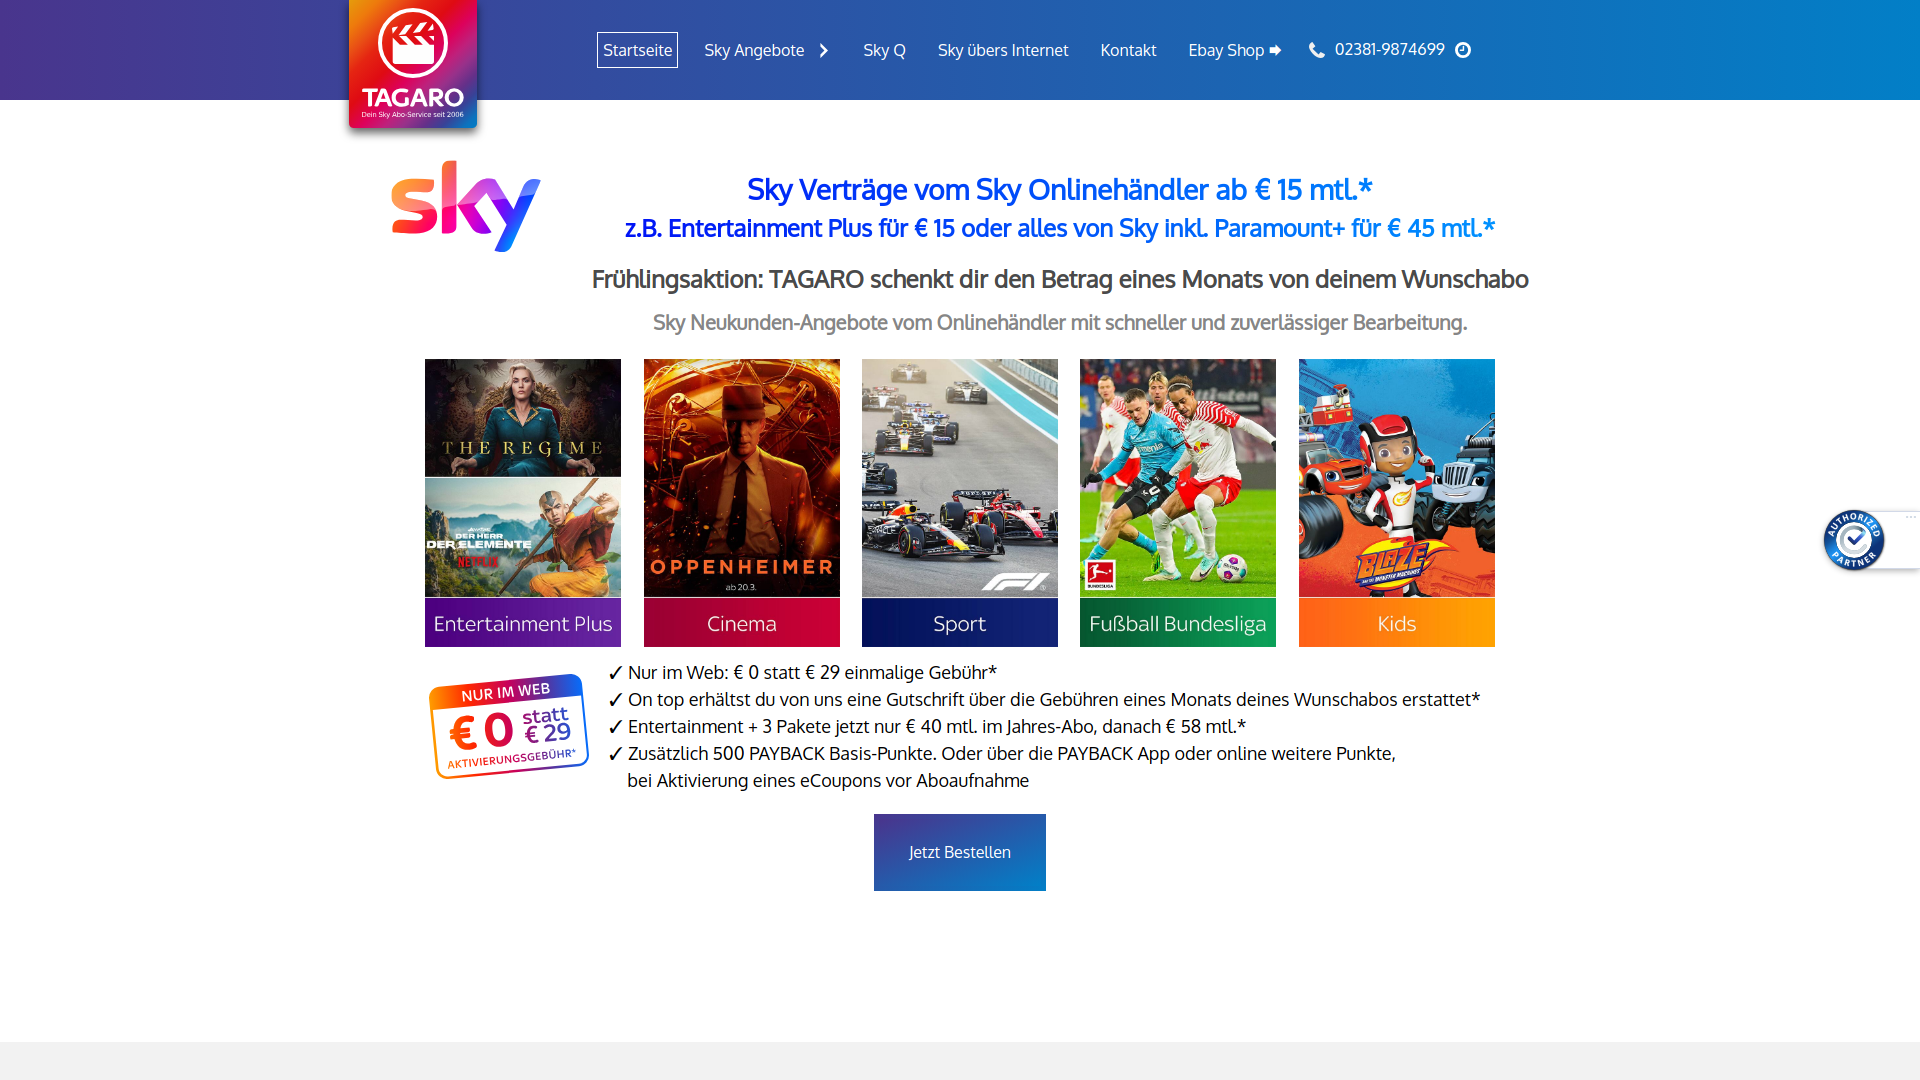 TAGARO
Dein Sky Abo-Service seit 2006
Startseite
Sky Angebote
Sky Q
Sky übers Internet
Kontakt
Ebay Shop
02381-9874699
sky
Sky Verträge vom Sky Onlinehändler ab € 15 mtl.*
z.B. Entertainment Plus für € 15 oder alles von Sky inkl. Paramount+ für € 45 mtl.*
Frühlingsaktion: TAGARO schenkt dir den Betrag eines Monats von deinem Wunschabo
Sky Neukunden-Angebote vom Onlinehändler mit schneller und zuverlässiger Bearbeitung.
THE REGIME
DER HERR
DER ELEMENTE
NETFLIX
Entertainment Plus
OPPENHEIMER
ab 20.3.
Cinema
F1
Sport
BUNDESLIGA
Fußball Bundesliga
BLAZE
AND THE MONSTER MACHINES
Kids
AUTHORIZED
PARTNER
NUR IM WEB
€ 0 statt
€ 29
AKTIVIERUNGSGEBÜHR*
✓ Nur im Web: € 0 statt € 29 einmalige Gebühr*
✓ On top erhältst du von uns eine Gutschrift über die Gebühren eines Monats deines Wunschabos erstattet*
✓ Entertainment + 3 Pakete jetzt nur € 40 mtl. im Jahres-Abo, danach € 58 mtl.*
✓ Zusätzlich 500 PAYBACK Basis-Punkte. Oder über die PAYBACK App oder online weitere Punkte,
bei Aktivierung eines eCoupons vor Aboaufnahme
Jetzt Bestellen